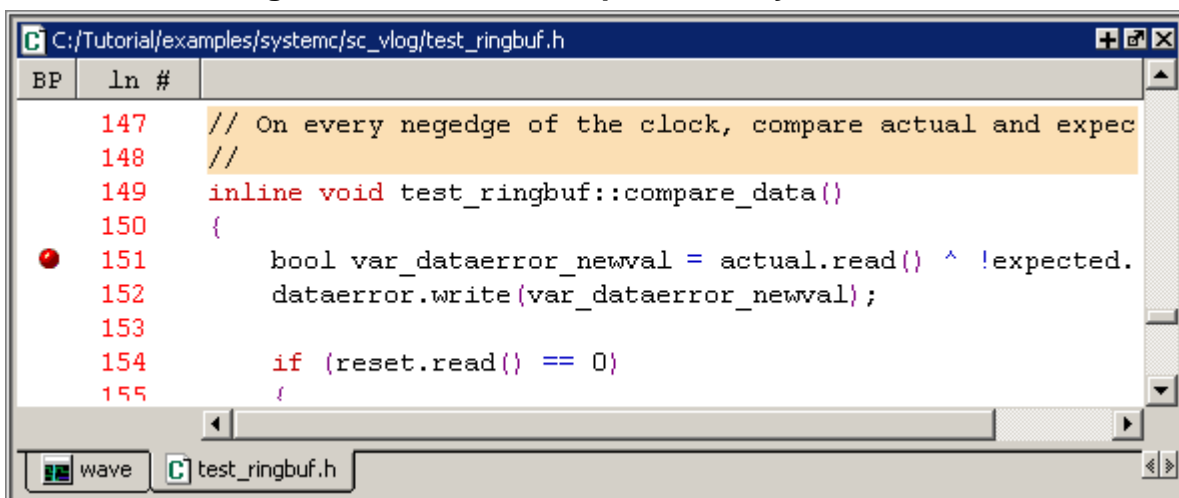 C:/Tutorial/examples/systemc/sc_vlog/test_ringbuf.h
BP ln #
147 // On every negedge of the clock, compare actual and expec
148 //
149 inline void test_ringbuf::compare_data()
150 {
151 bool var_dataerror_newval = actual.read() ^ !expected.
152 dataerror.write(var_dataerror_newval);
153
154 if (reset.read() == 0)
155 {
wave test_ringbuf.h